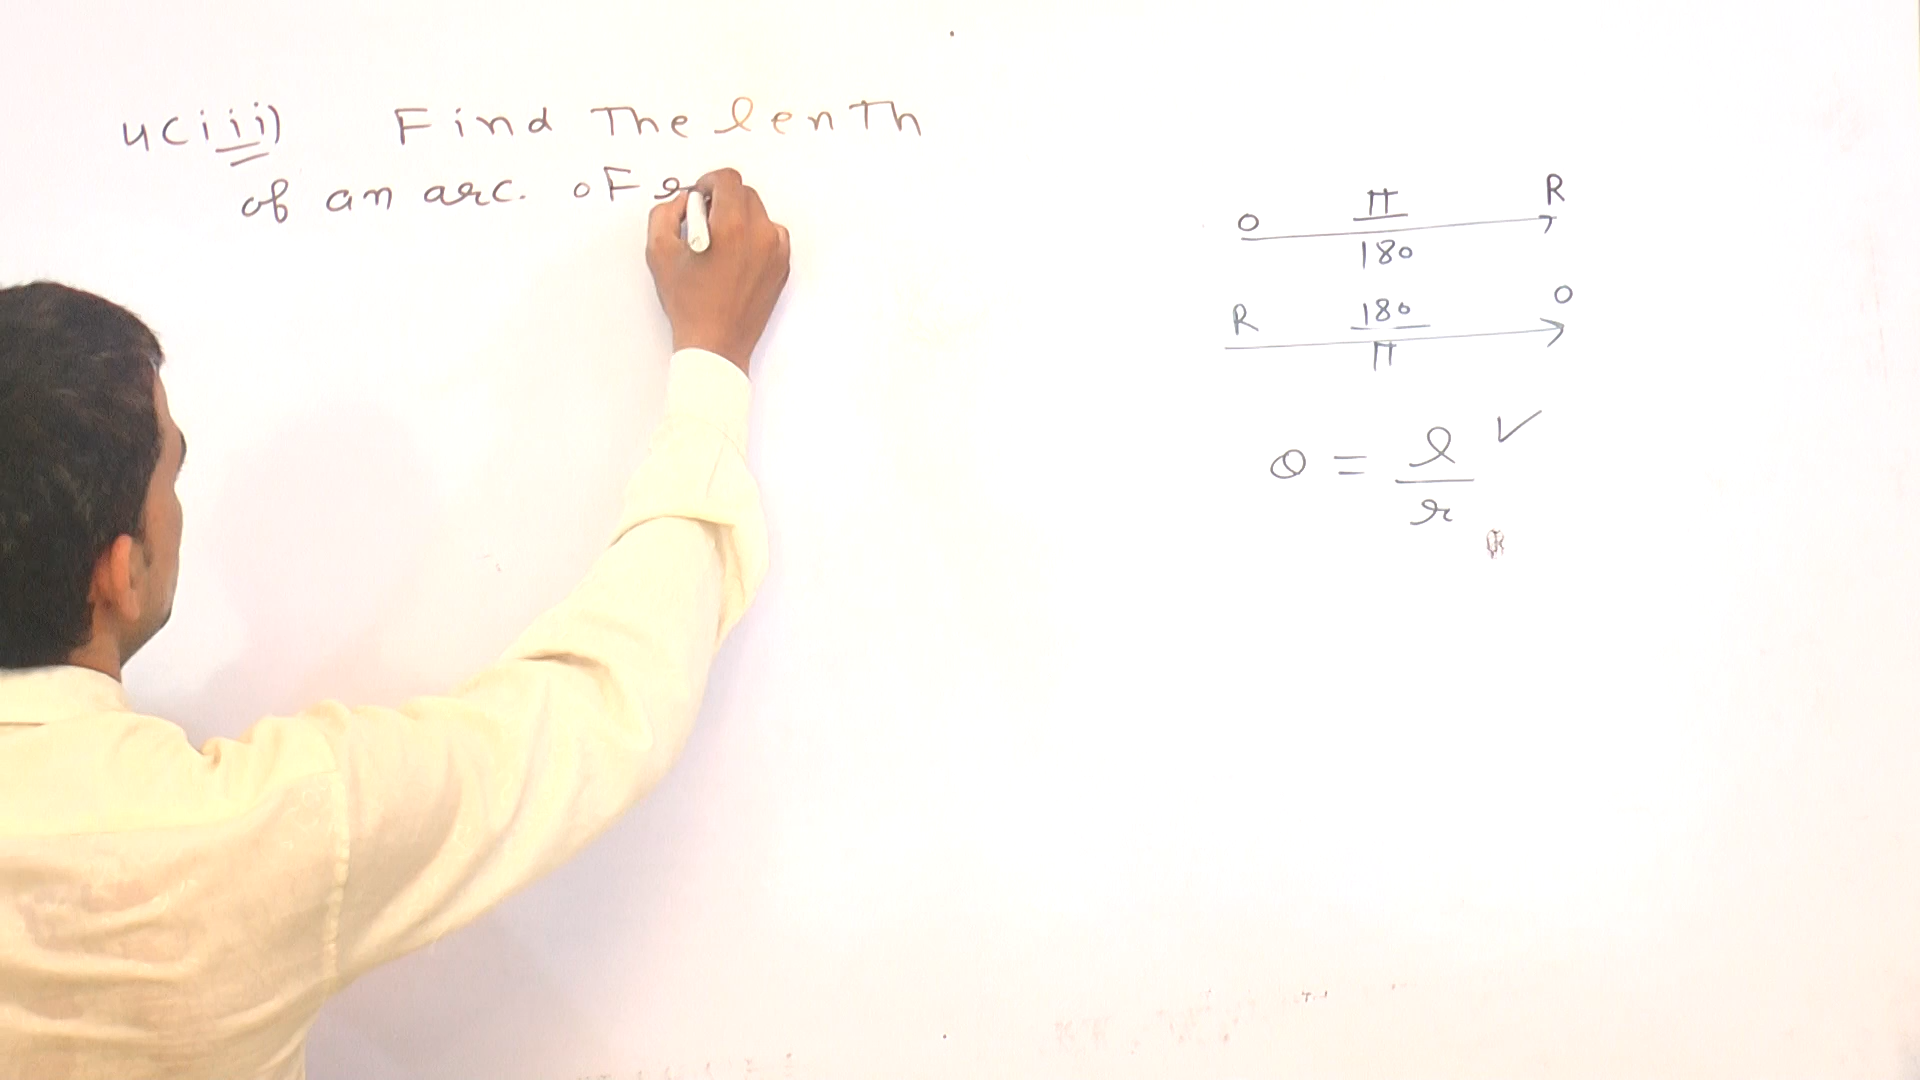 4(iii) Find The lenTh
of an arc. of
O π/180 R
R 180/π O
θ = l/r ✓